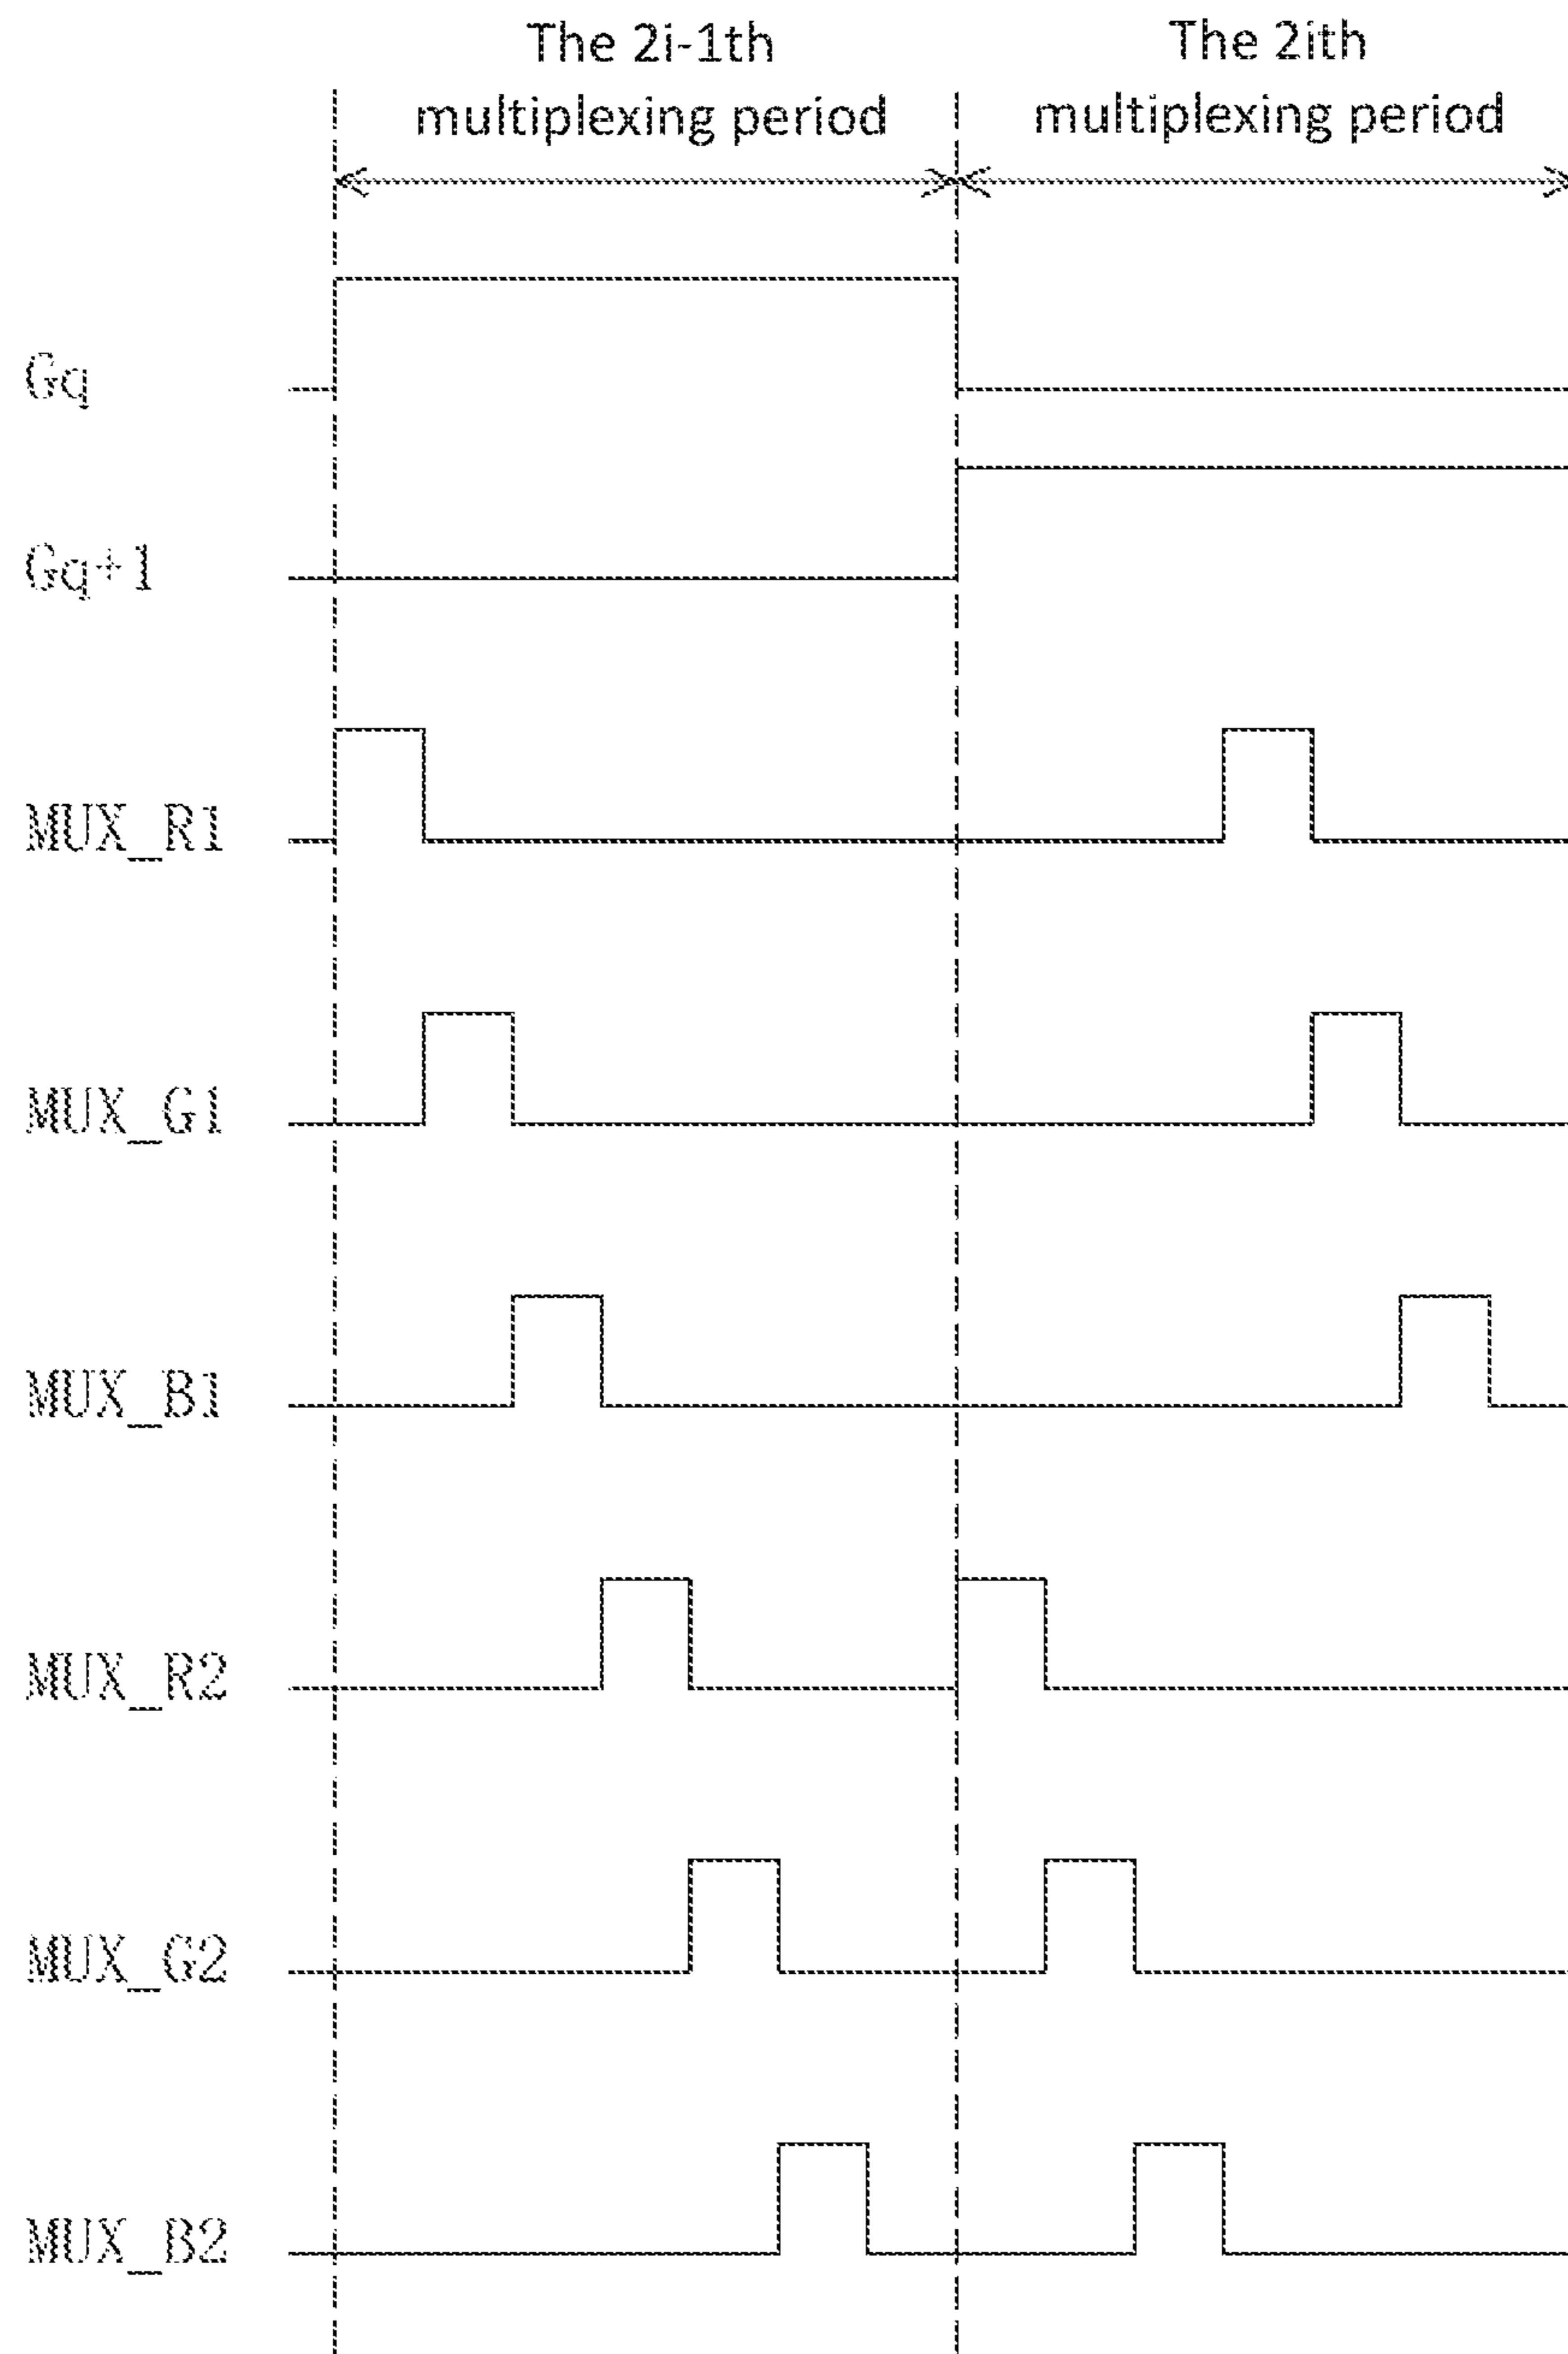 The 2i-1th
multiplexing period
The 2ith
multiplexing period
Gq
Gq+1
MUX_R1
MUX_G1
MUX_B1
MUX_R2
MUX_G2
MUX_B2